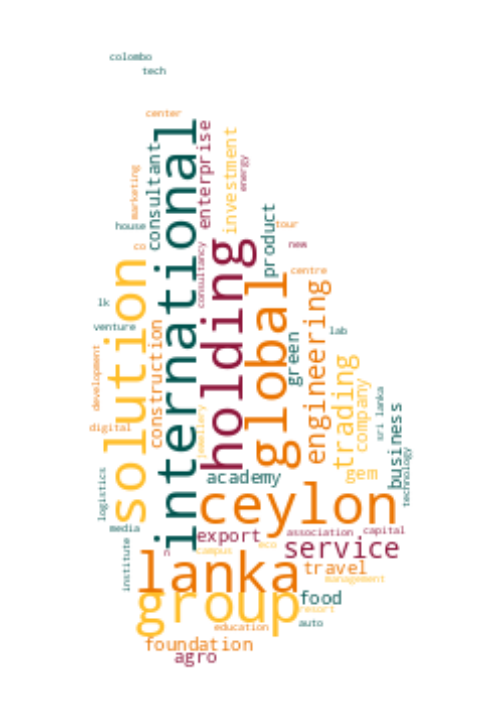 colombo
tech
center
international
enterprise
consultant
investment
energy
marketing
house
product
tour
co
new
holding
consultancy
solution
global
centre
engineering
lk
venture
construction
green
lab
development
trading
company
sri lanka
jewellery
business
digital
academy
gem
technology
logistics
ceylon
media
export
association
capital
service
campus
eco
institute
lanka
travel
management
group
food
resort
education
auto
foundation
agro